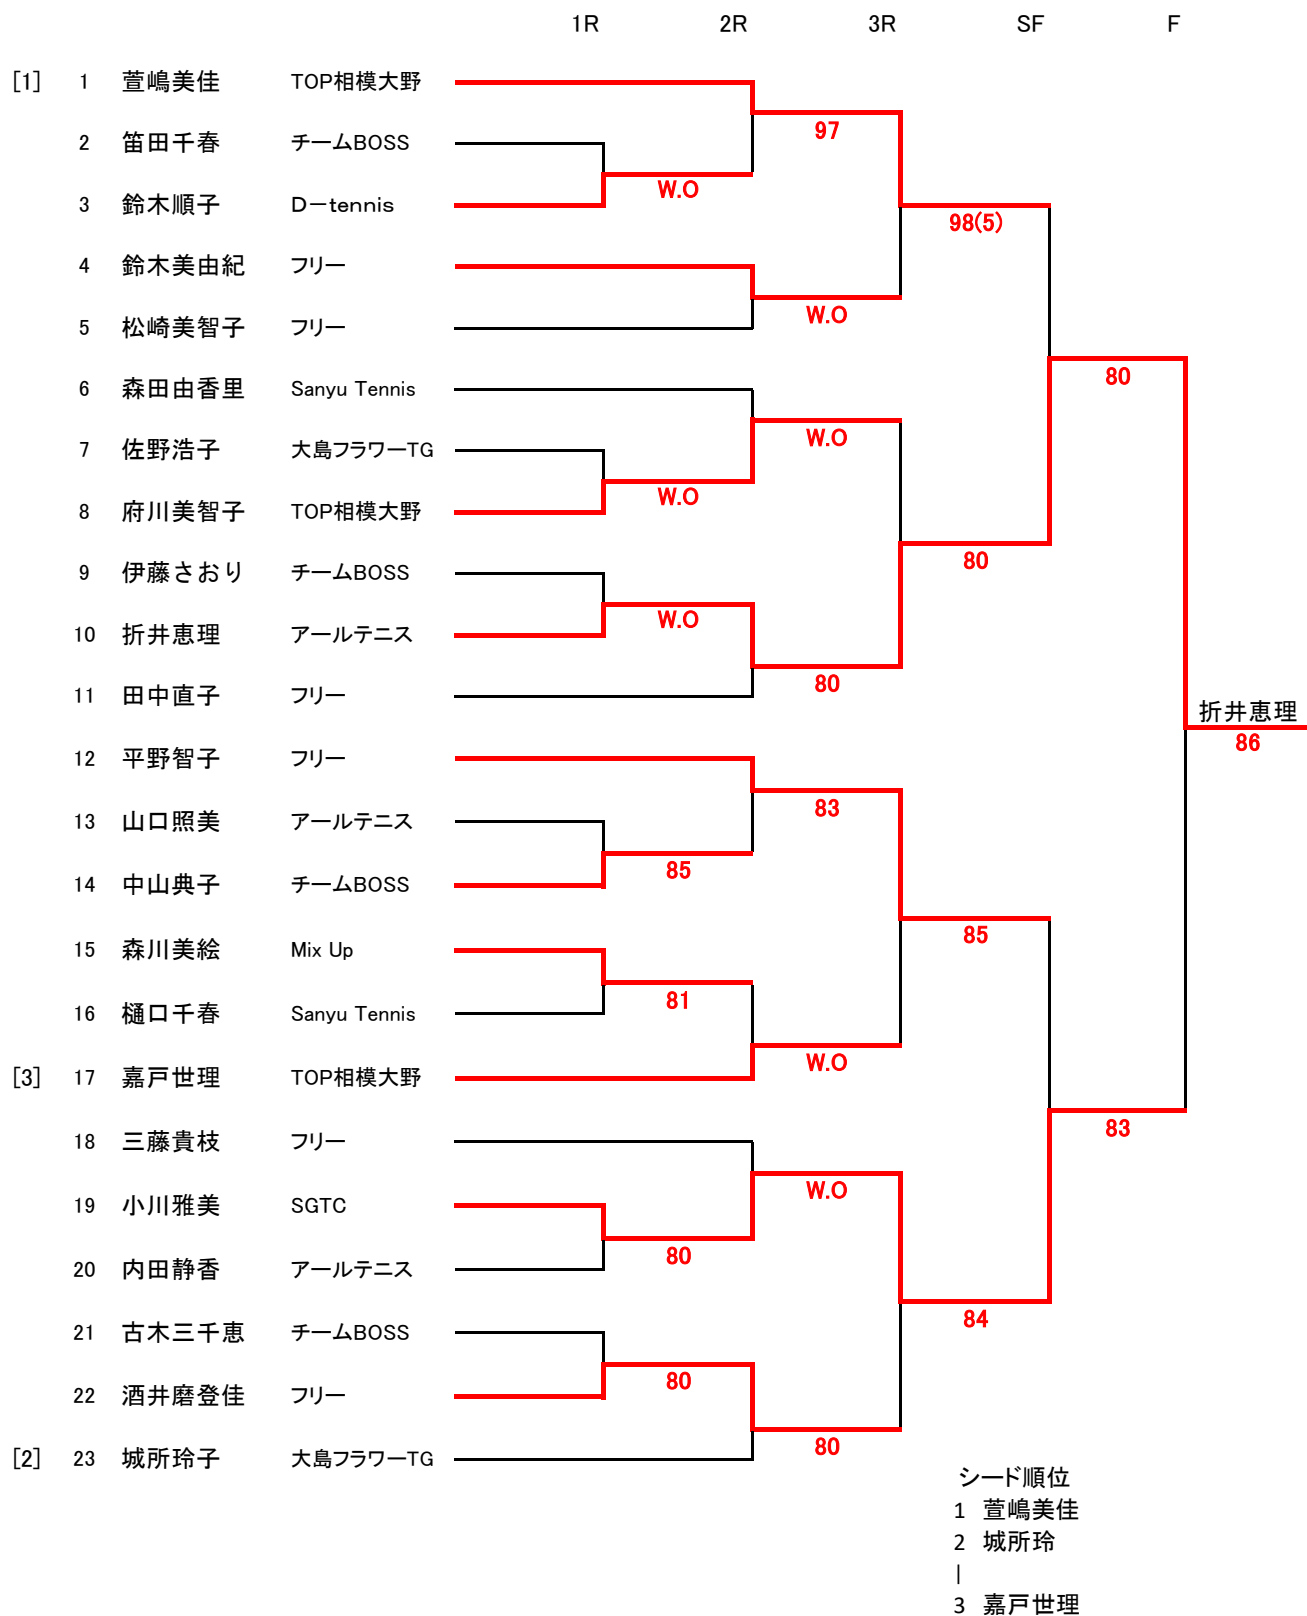 1R 2R 3R SF F
[1] 1 萱嶋美佳 TOP相模大野
97
2 笛田千春 チームBOSS
W.O
3 鈴木順子 D－tennis
98(5)
4 鈴木美由紀 フリー
W.O
5 松崎美智子 フリー
80
6 森田由香里 Sanyu Tennis
W.O
7 佐野浩子 大島フラワーTG
W.O
8 府川美智子 TOP相模大野
80
9 伊藤さおり チームBOSS
W.O
10 折井恵理 アールテニス
80
11 田中直子 フリー
折井恵理
86
12 平野智子 フリー
83
13 山口照美 アールテニス
85
14 中山典子 チームBOSS
85
15 森川美絵 Mix Up
81
16 樋口千春 Sanyu Tennis
W.O
[3] 17 嘉戸世理 TOP相模大野
83
18 三藤貴枝 フリー
W.O
19 小川雅美 SGTC
80
20 内田静香 アールテニス
84
21 古木三千恵 チームBOSS
80
22 酒井磨登佳 フリー
80
[2] 23 城所玲子 大島フラワーTG
シード順位
1 萱嶋美佳
2 城所玲
|
3 嘉戸世理